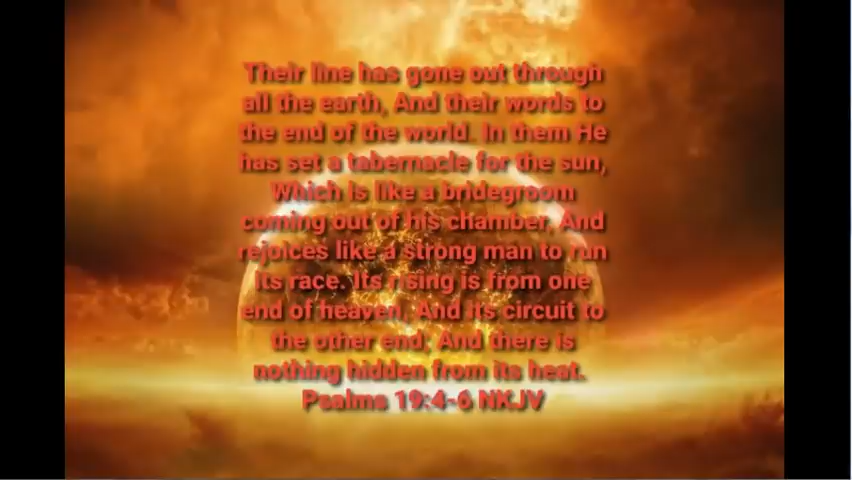 Their line has gone out through
all the earth, And their words to
the end of the world. In them He
has set a tabernacle for the sun,
Which is like a bridegroom
coming out of his chamber, And
rejoices like a strong man to run
its race. Its rising is from one
end of heaven, And its circuit to
the other end; And there is
nothing hidden from its heat.
Psalms 19:4-6 NKJV